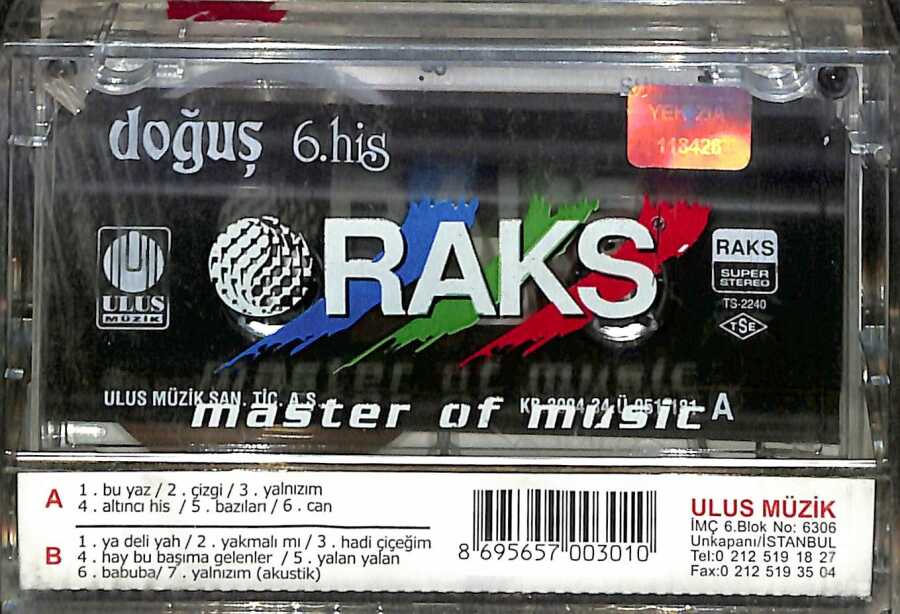 doğuş 6.his
118426
RAKS
ULUS
MÜZİK
RAKS
SUPER
STEREO
TS-2240
TSE
ULUS MÜZİK SAN. TİC. A.Ş.
master of music
A
A 1 . bu yaz / 2 . çizgi / 3 . yalnızım
4 . altıncı his / 5 . bazıları / 6 . can
B 1 . ya deli yah / 2 . yakmalı mı / 3 . hadi çiçeğim
4 . hay bu başıma gelenler / 5 . yalan yalan
6 . babuba/ 7 . yalnızım (akustik)
8 695657 003010
ULUS MÜZİK
İMÇ 6.Blok No: 6306
Unkapanı/İSTANBUL
Tel:0 212 519 18 27
Fax:0 212 519 35 04